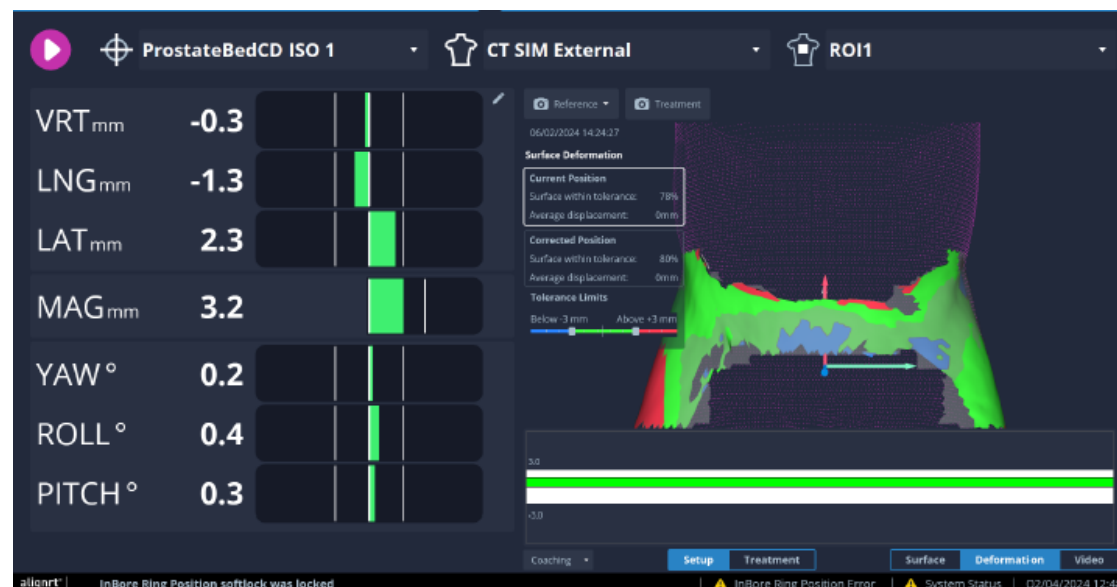 ProstateBedCD ISO 1
CT SIM External
ROI1
VRT mm -0.3
LNG mm -1.3
LAT mm 2.3
MAG mm 3.2
YAW ° 0.2
ROLL ° 0.4
PITCH ° 0.3
Reference
Treatment
06/02/2024 14:24:27
Surface Deformation
Current Position
Surface within tolerance: 78%
Average displacement: 0mm
Corrected Position
Surface within tolerance: 80%
Average displacement: 0mm
Tolerance Limits
Below -3 mm Above +3 mm
3.0
-3.0
Coaching
Setup Treatment
Surface Deformation Video
alignrt
InBore Ring Position softlock was locked
InBore Ring Position Error
System Status
02/04/2024